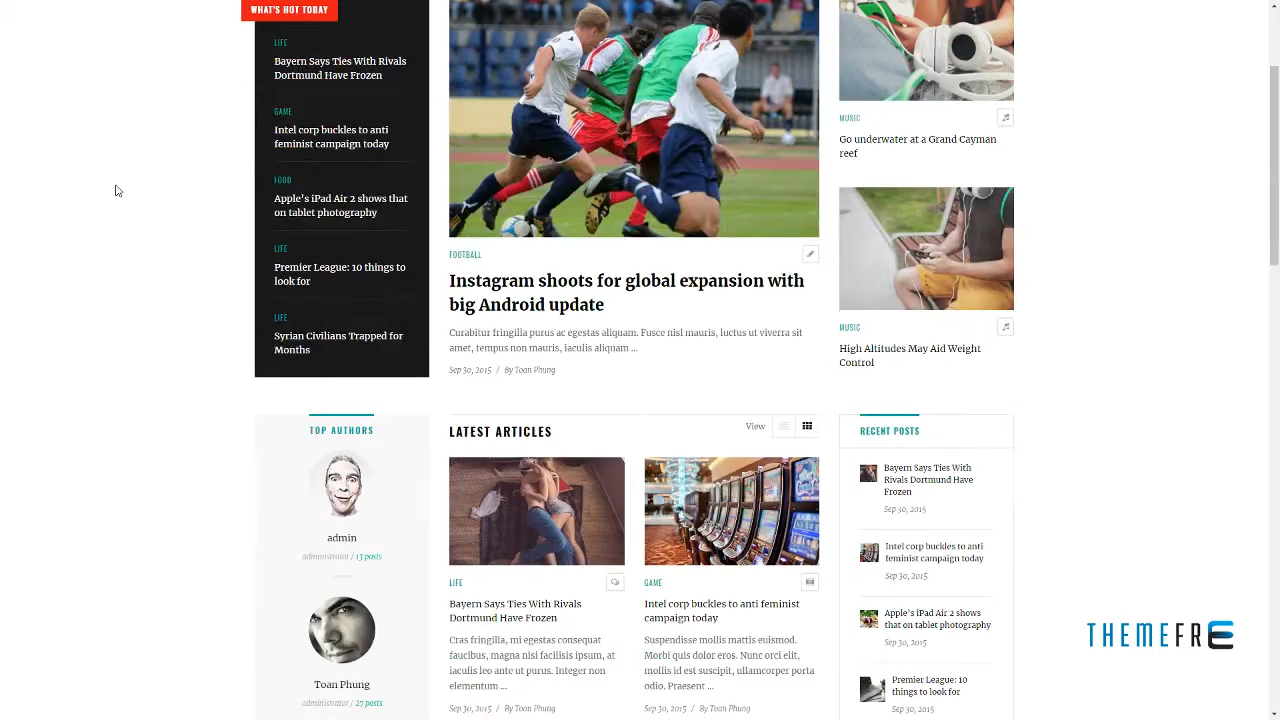 WHAT'S HOT TODAY
LIFE
Bayern Says Ties With Rivals
Dortmund Have Frozen
GAME
Intel corp buckles to anti
feminist campaign today
FOOD
Apple's iPad Air 2 shows that
on tablet photography
LIFE
Premier League: 10 things to
look for
LIFE
Syrian Civilians Trapped for
Months
FOOTBALL
Instagram shoots for global expansion with
big Android update
Curabitur fringilla purus ac egestas aliquam. Fusce nisl mauris, luctus ut viverra sit
amet, tempus non mauris, iaculis aliquam ...
Sep 30, 2015 / By Toan Phung
MUSIC
Go underwater at a Grand Cayman
reef
MUSIC
High Altitudes May Aid Weight
Control
TOP AUTHORS
admin
administrator / 13 posts
Toan Phung
administrator / 27 posts
LATEST ARTICLES
View
LIFE
Bayern Says Ties With Rivals
Dortmund Have Frozen
Cras fringilla, mi egestas consequat
faucibus, magna nisi facilisis ipsum, at
iaculis leo ante ut purus. Integer non
elementum ...
Sep 30, 2015 / By Toan Phung
GAME
Intel corp buckles to anti feminist
campaign today
Suspendisse mollis mattis euismod.
Morbi quis dolor eros. Nunc orci elit,
mollis id est suscipit, ullamcorper porta
odio. Praesent ...
Sep 30, 2015 / By Toan Phung
RECENT POSTS
Bayern Says Ties With
Rivals Dortmund Have
Frozen
Sep 30, 2015
Intel corp buckles to anti
feminist campaign today
Sep 30, 2015
Apple's iPad Air 2 shows
that on tablet photography
Sep 30, 2015
Premier League: 10
things to look for
Sep 30, 2015
THEMEFRE